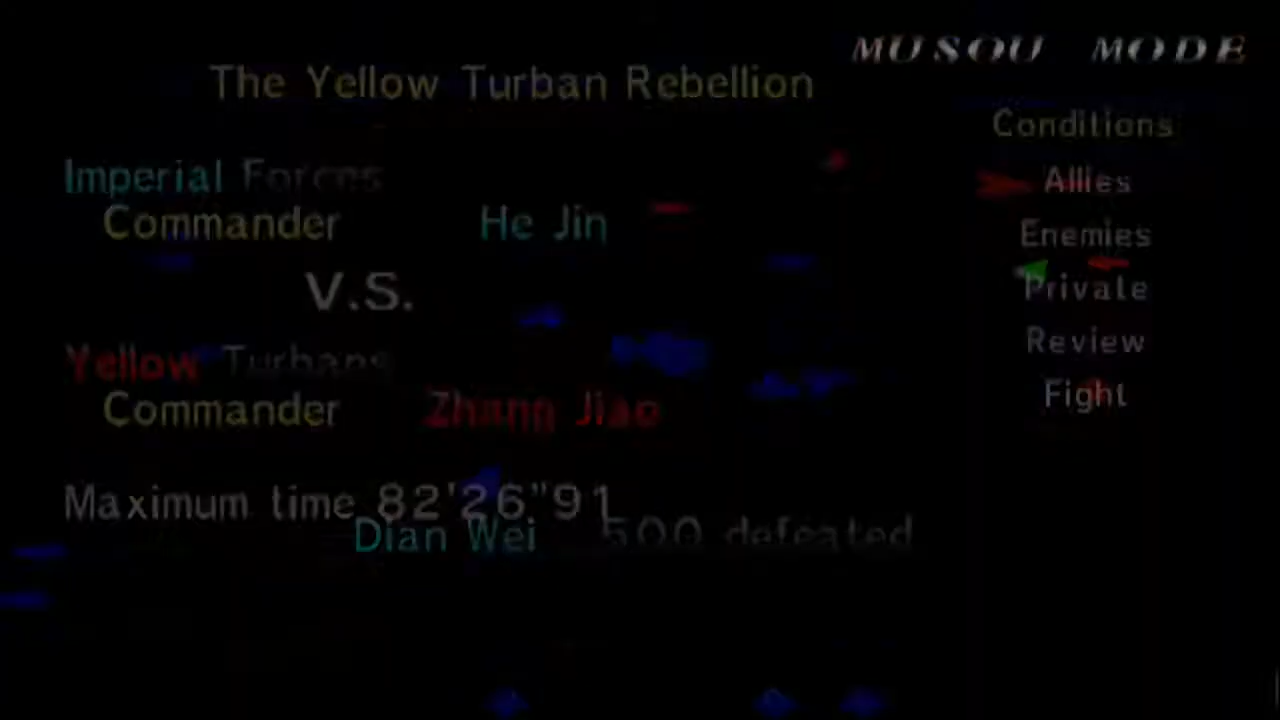 MUSOU MODE
The Yellow Turban Rebellion
Conditions
Imperial Forces
Allies
Commander He Jin
Enemies
V.S.
Private
Review
Yellow Turbans
Fight
Commander Zhang Jiao
Maximum time 82'26"91
Dian Wei 500 defeated